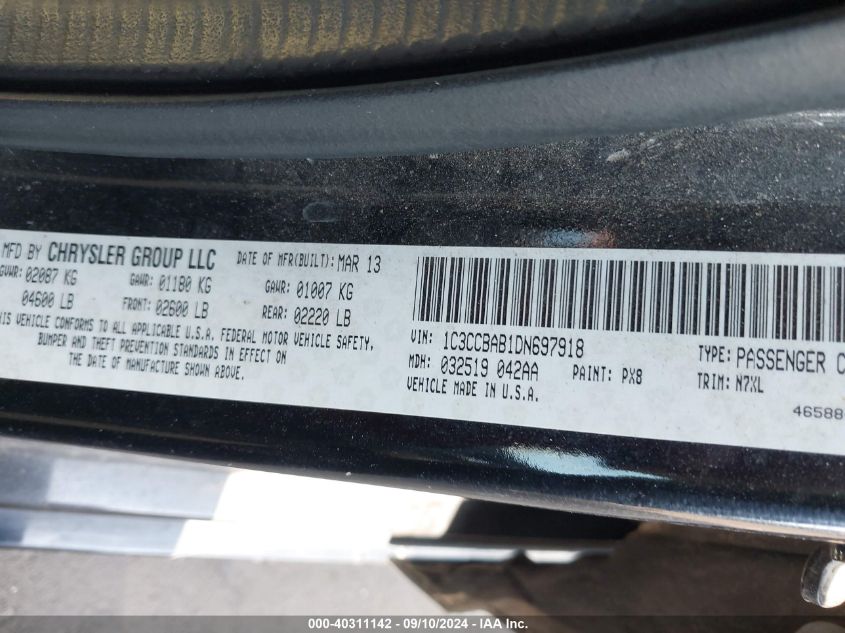 MFD BY CHRYSLER GROUP LLC DATE OF MFR(BUILT): MAR 13
GVWR: 02087 KG GAWR: 01180 KG GAWR: 01007 KG
04600 LB FRONT: 02600 LB REAR: 02220 LB
THIS VEHICLE CONFORMS TO ALL APPLICABLE U.S.A. FEDERAL MOTOR VEHICLE SAFETY,
BUMPER AND THEFT PREVENTION STANDARDS IN EFFECT ON
THE DATE OF MANUFACTURE SHOWN ABOVE.
VIN: 1C3CCBAB1DN697918 TYPE: PASSENGER C
MDH: 032519 042AA PAINT: PX8 TRIM: N7XL
VEHICLE MADE IN U.S.A.
46588
000-40311142 - 09/10/2024 - IAA Inc.